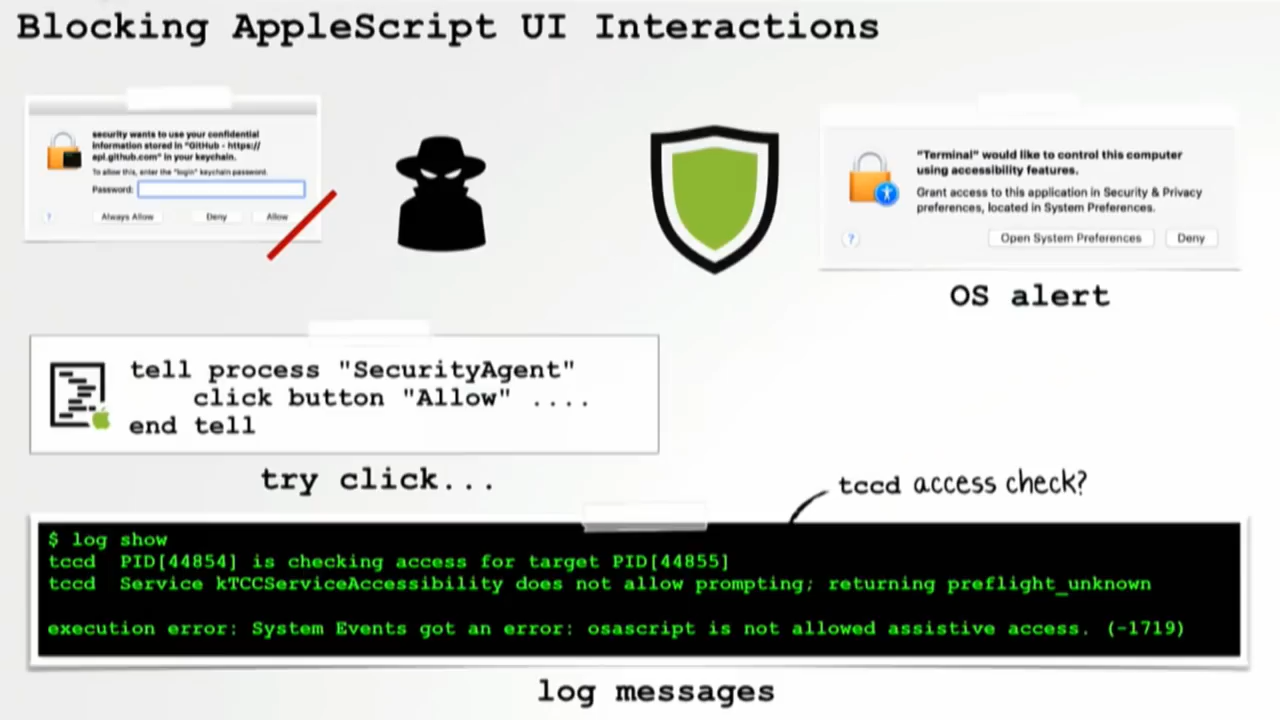 Blocking AppleScript UI Interactions
security wants to use your confidential
information stored in "GitHub - https://
api.github.com" in your keychain.
To allow this, enter the "login" keychain password.
Password:
?
Always Allow
Deny
Allow
"Terminal" would like to control this computer
using accessibility features.
Grant access to this application in Security & Privacy
preferences, located in System Preferences.
?
Open System Preferences
Deny
OS alert
tell process "SecurityAgent"
click button "Allow" ....
end tell
try click...
tccd access check?
$ log show
tccd PID[44854] is checking access for target PID[44855]
tccd Service kTCCServiceAccessibility does not allow prompting; returning preflight_unknown
execution error: System Events got an error: osascript is not allowed assistive access. (-1719)
log messages